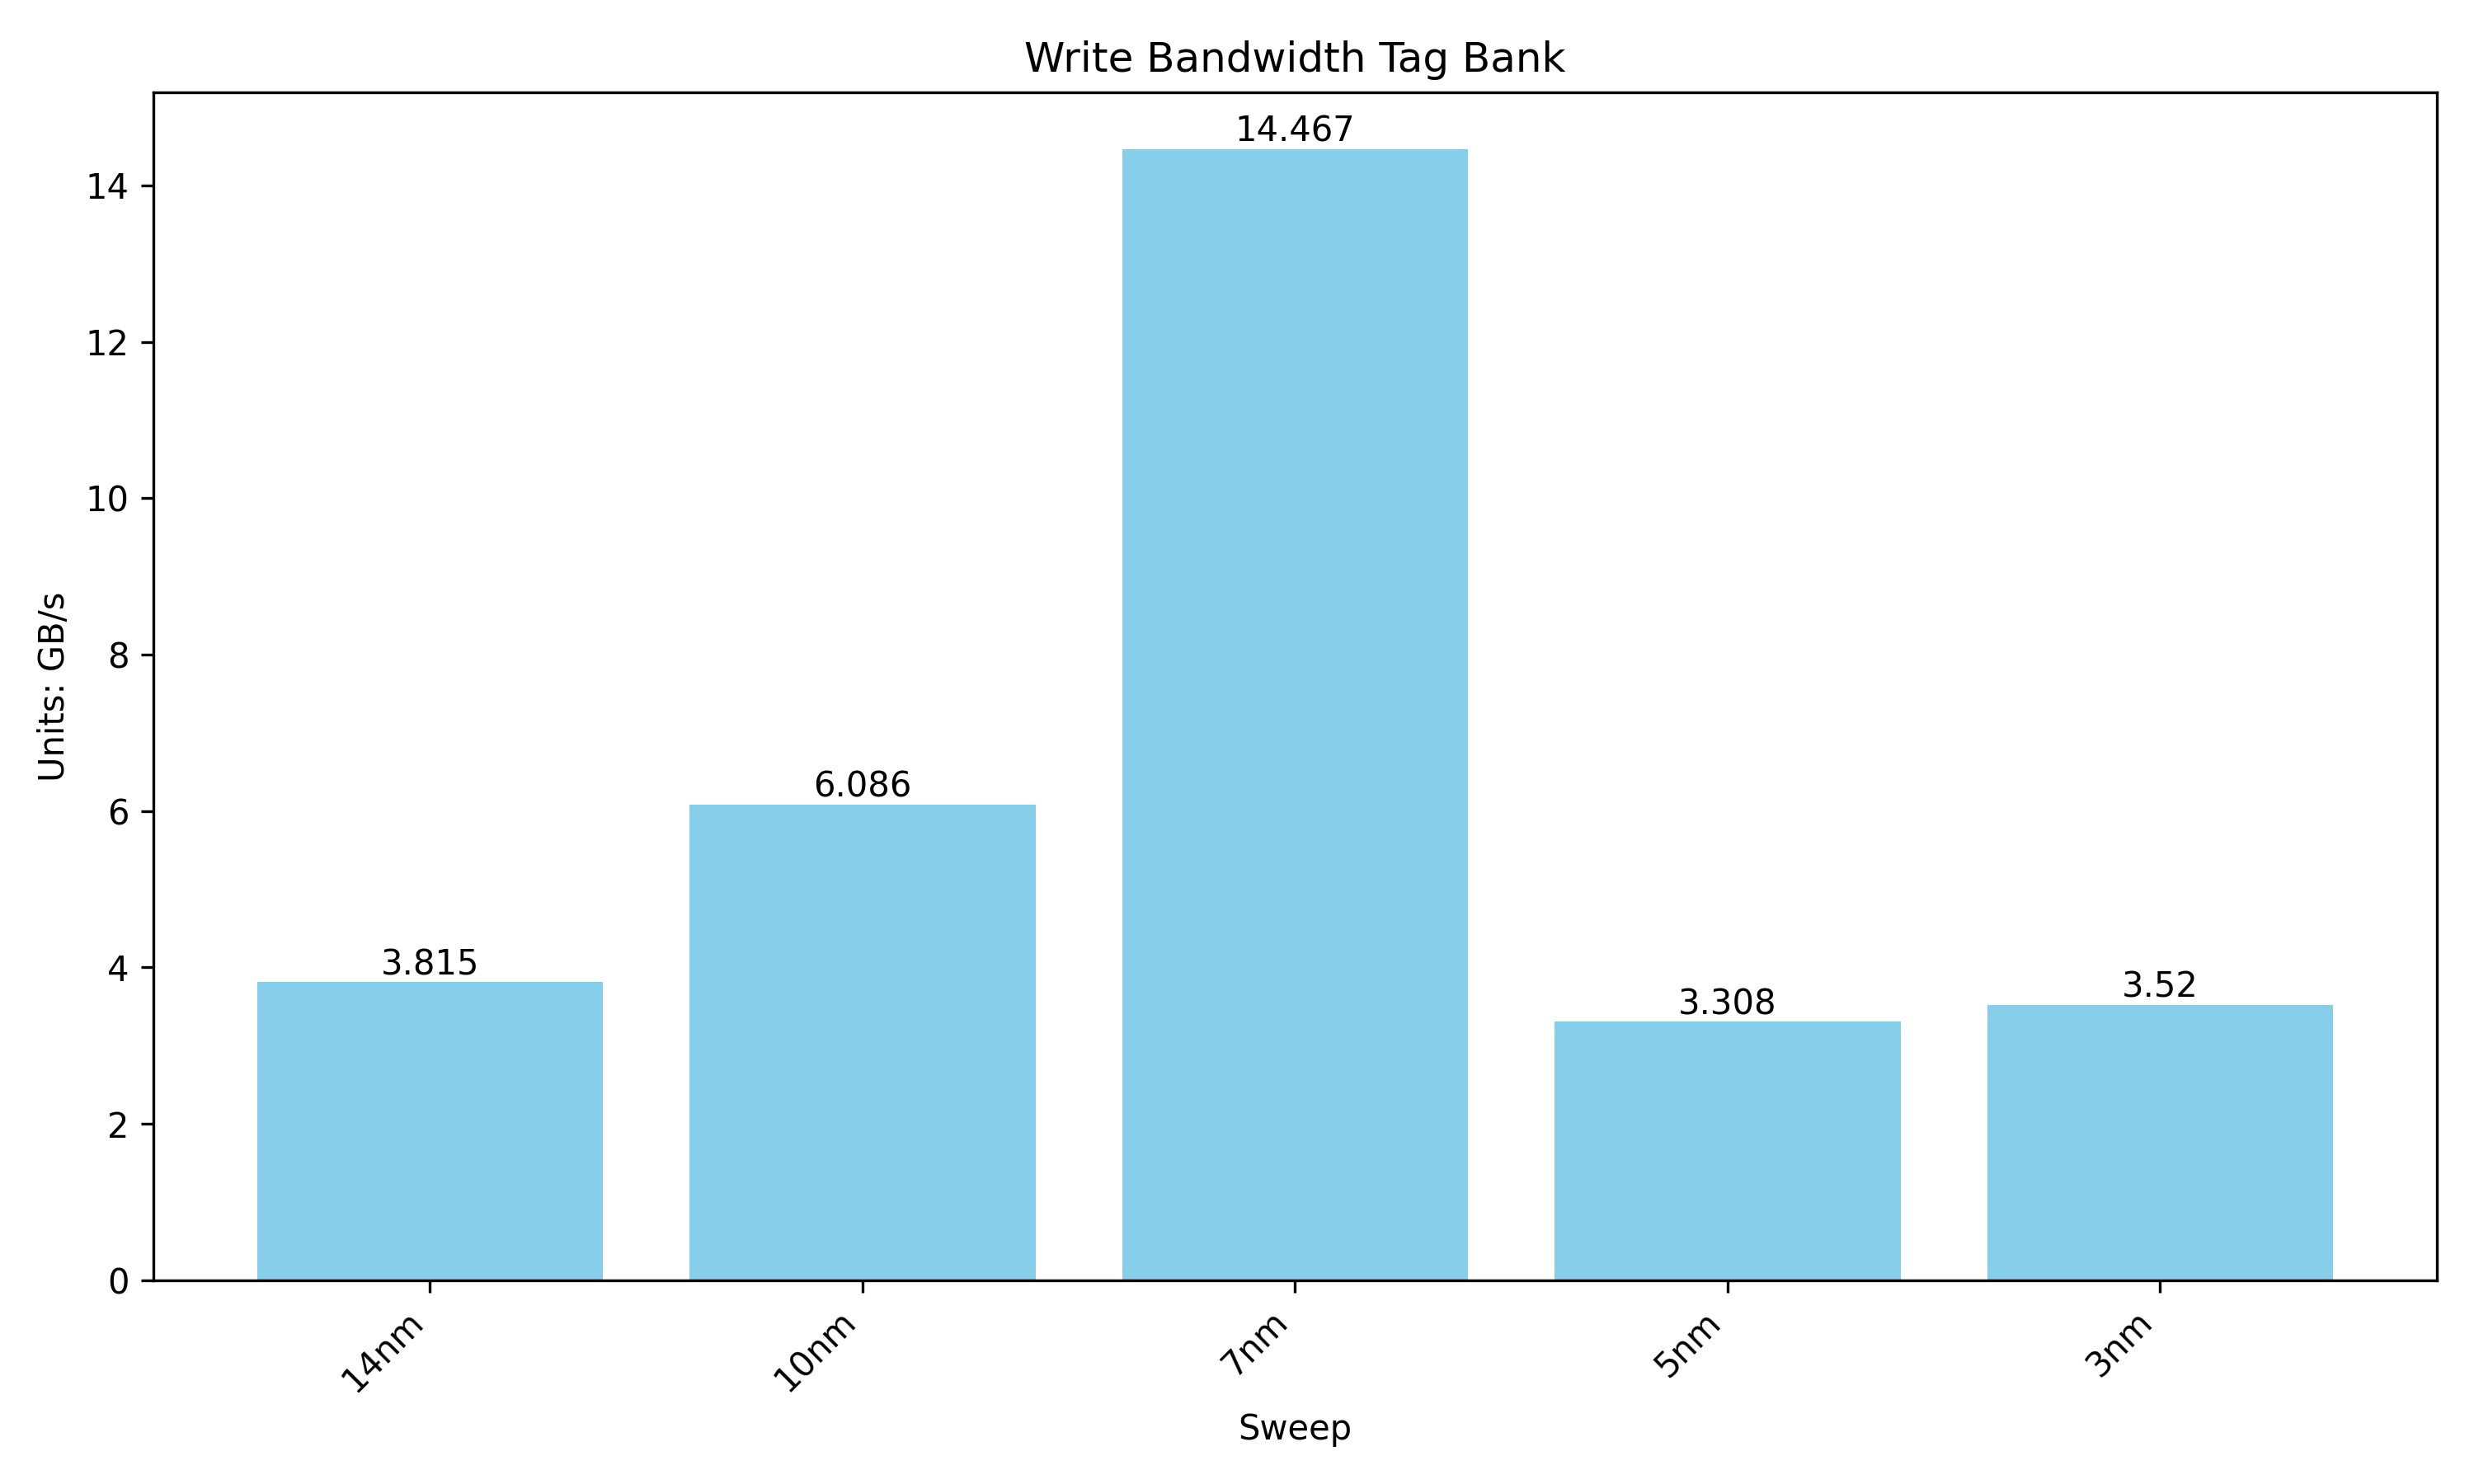 Write Bandwidth Tag Bank
14.467
14
12
10
8
Units: GB/s
6.086
6
3.815
4
3.52
3.308
2
0
14nm
10nm
7nm
5nm
3nm
Sweep